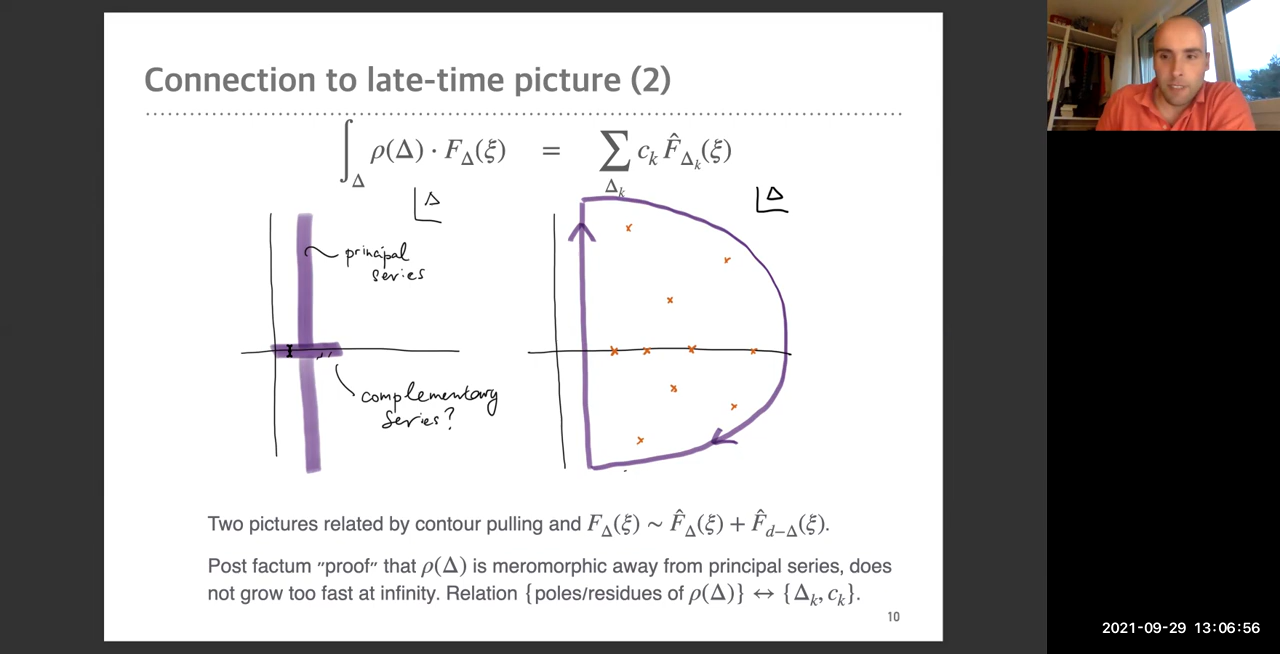 Connection to late-time picture (2)
∫_Δ ρ(Δ) · F_Δ(ξ) = ∑_{Δ_k} c_k F̂_{Δ_k}(ξ)
Δ
Δ
principal
series
complementary
series?
Two pictures related by contour pulling and F_Δ(ξ) ~ F̂_Δ(ξ) + F̂_{d−Δ}(ξ).
Post factum "proof" that ρ(Δ) is meromorphic away from principal series, does
not grow too fast at infinity. Relation {poles/residues of ρ(Δ)} ↔ {Δ_k, c_k}.
10
2021-09-29 13:06:56